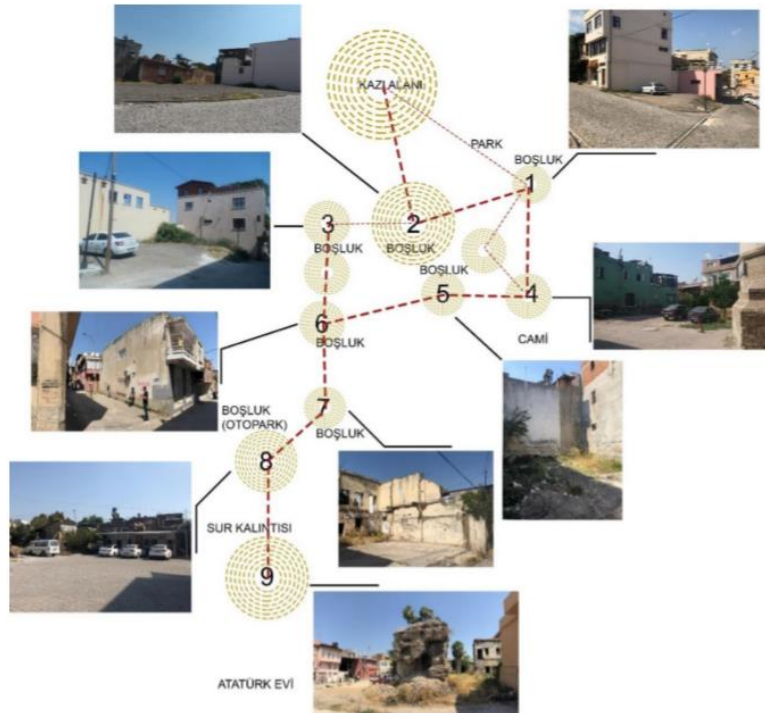 KAZI ALANI
PARK
BOŞLUK
1
3
2
BOŞLUK
BOŞLUK
BOŞLUK
5
4
6
BOŞLUK
CAMİ
7
BOŞLUK
(OTOPARK)
BOŞLUK
8
SUR KALINTISI
9
ATATÜRK EVİ